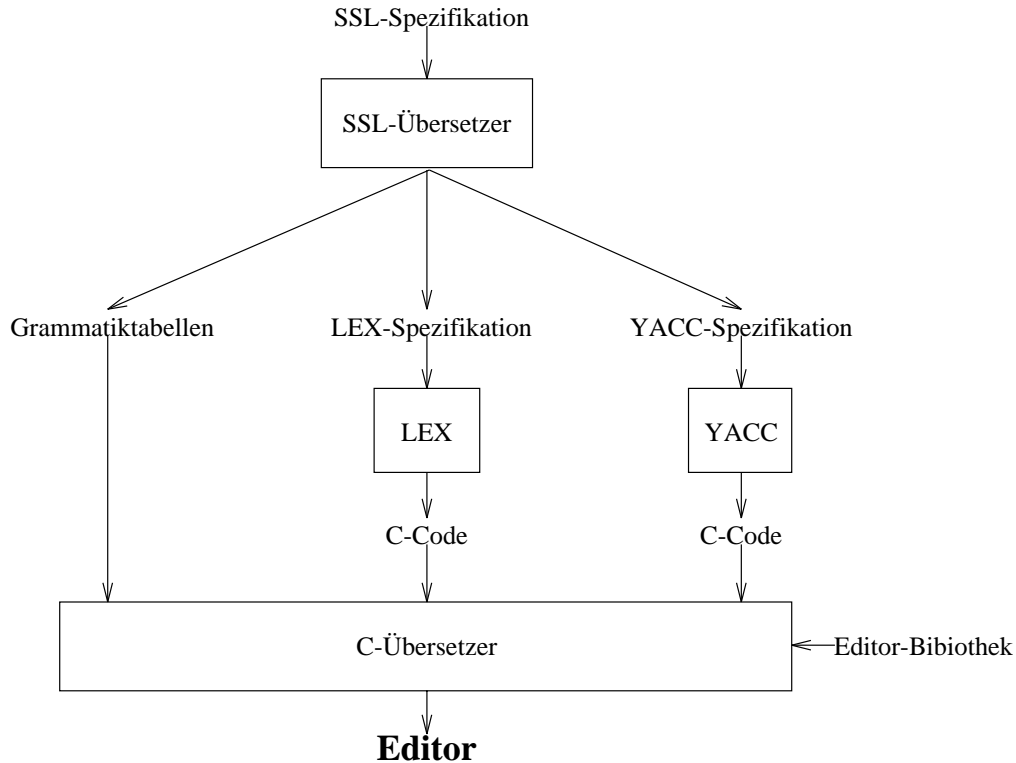 SSL-Spezifikation
SSL-Übersetzer
Grammatiktabellen
LEX-Spezifikation
YACC-Spezifikation
LEX
YACC
C-Code
C-Code
C-Übersetzer
Editor-Bibiothek
Editor